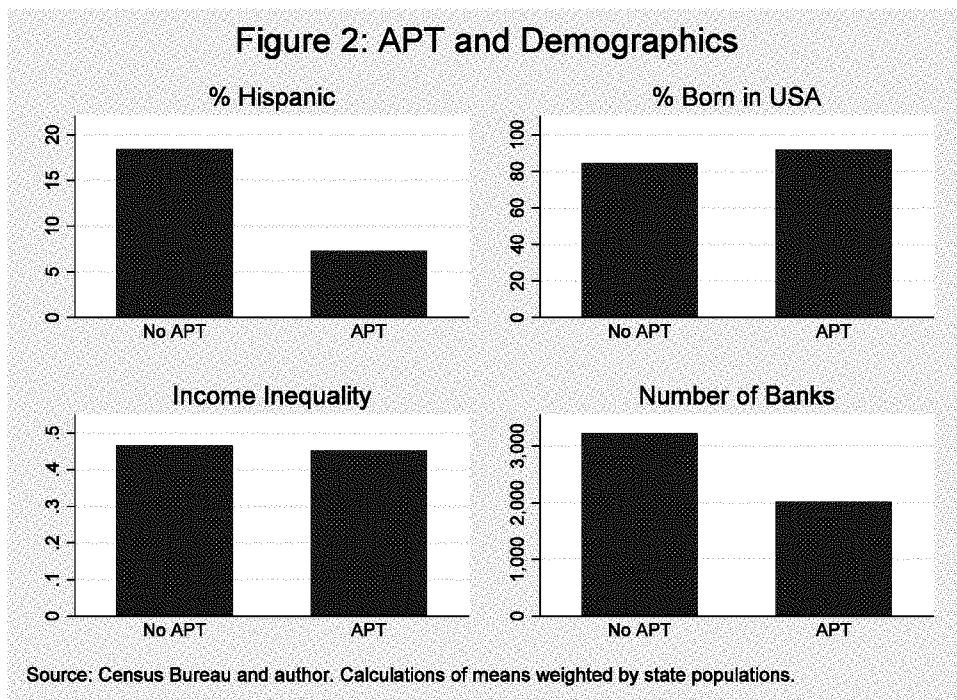 Figure 2: APT and Demographics
% Hispanic
20
15
10
5
0
No APT APT
% Born in USA
100
80
60
40
20
0
No APT APT
Income Inequality
.5
.4
.3
.2
.1
0
No APT APT
Number of Banks
3,000
2,000
1,000
0
No APT APT
Source: Census Bureau and author. Calculations of means weighted by state populations.